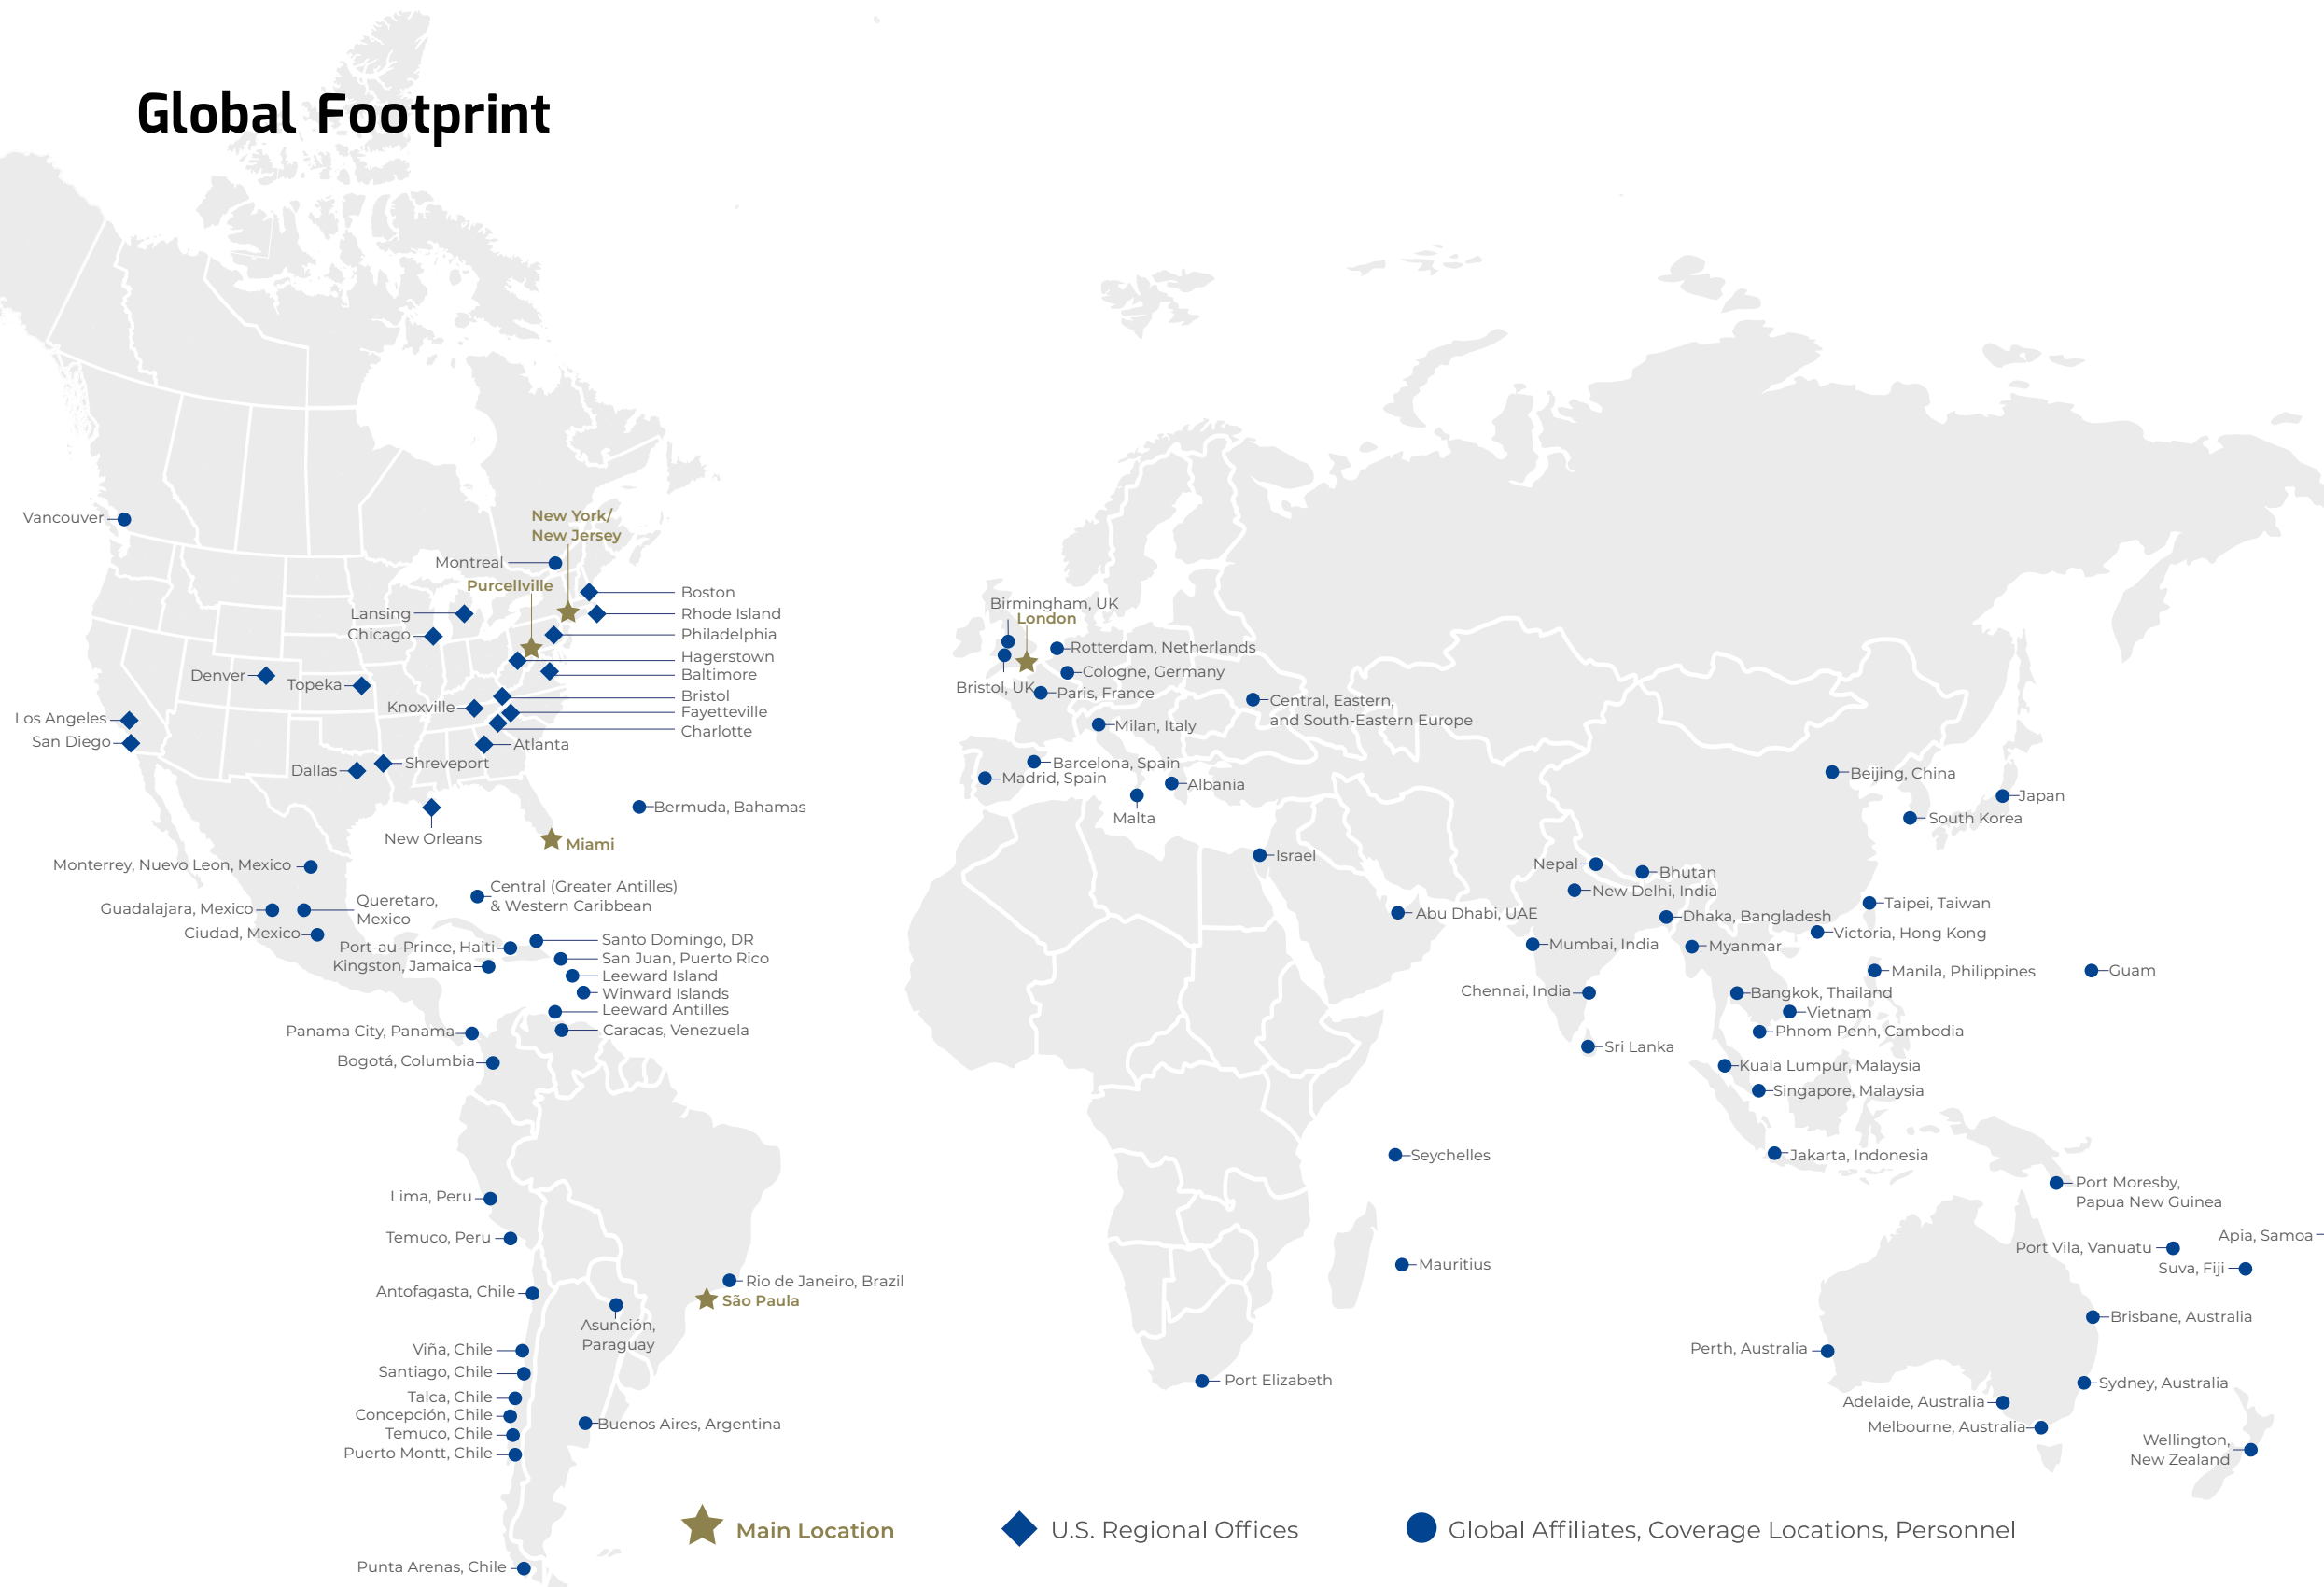 Global Footprint
Vancouver
New York/
New Jersey
Montreal
Purcellville
Boston
Lansing
Rhode Island
Chicago
Philadelphia
Hagerstown
Denver
Baltimore
Topeka
Bristol
Knoxville
Fayetteville
Los Angeles
Charlotte
San Diego
Atlanta
Shreveport
Dallas
Bermuda, Bahamas
New Orleans
Miami
Monterrey, Nuevo Leon, Mexico
Central (Greater Antilles)
& Western Caribbean
Guadalajara, Mexico
Queretaro,
Mexico
Ciudad, Mexico
Santo Domingo, DR
Port-au-Prince, Haiti
San Juan, Puerto Rico
Kingston, Jamaica
Leeward Island
Winward Islands
Leeward Antilles
Panama City, Panama
Caracas, Venezuela
Bogotá, Columbia
Lima, Peru
Temuco, Peru
Rio de Janeiro, Brazil
Antofagasta, Chile
São Paula
Asunción,
Paraguay
Viña, Chile
Santiago, Chile
Talca, Chile
Concepción, Chile
Buenos Aires, Argentina
Temuco, Chile
Puerto Montt, Chile
Punta Arenas, Chile
Birmingham, UK
London
Rotterdam, Netherlands
Cologne, Germany
Bristol, UK
Paris, France
Central, Eastern,
and South-Eastern Europe
Milan, Italy
Barcelona, Spain
Madrid, Spain
Albania
Malta
Israel
Abu Dhabi, UAE
Seychelles
Mauritius
Port Elizabeth
Beijing, China
Japan
South Korea
Nepal
Bhutan
New Delhi, India
Taipei, Taiwan
Dhaka, Bangladesh
Victoria, Hong Kong
Mumbai, India
Myanmar
Manila, Philippines
Guam
Chennai, India
Bangkok, Thailand
Vietnam
Phnom Penh, Cambodia
Sri Lanka
Kuala Lumpur, Malaysia
Singapore, Malaysia
Jakarta, Indonesia
Port Moresby,
Papua New Guinea
Apia, Samoa
Port Vila, Vanuatu
Suva, Fiji
Brisbane, Australia
Perth, Australia
Sydney, Australia
Adelaide, Australia
Melbourne, Australia
Wellington,
New Zealand
Main Location
U.S. Regional Offices
Global Affiliates, Coverage Locations, Personnel